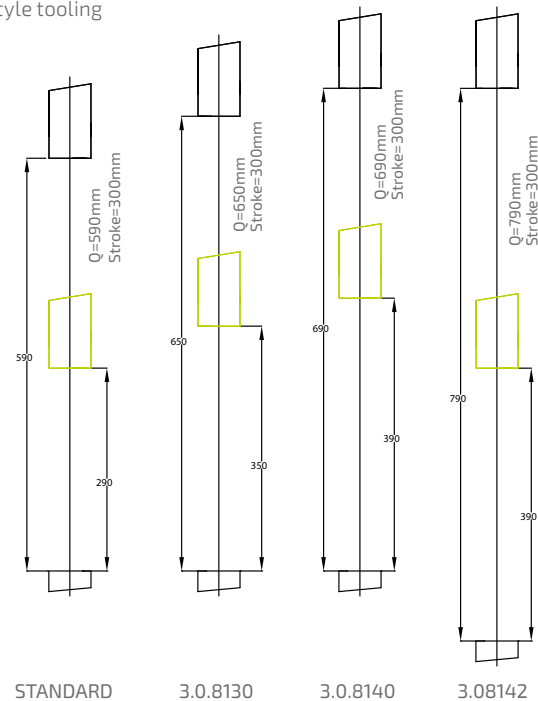 tyle tooling
Q=590mm
Stroke=300mm
590
290
Q=650mm
Stroke=300mm
650
350
Q=690mm
Stroke=300mm
690
390
Q=790mm
Stroke=300mm
790
390
STANDARD
3.0.8130
3.0.8140
3.08142